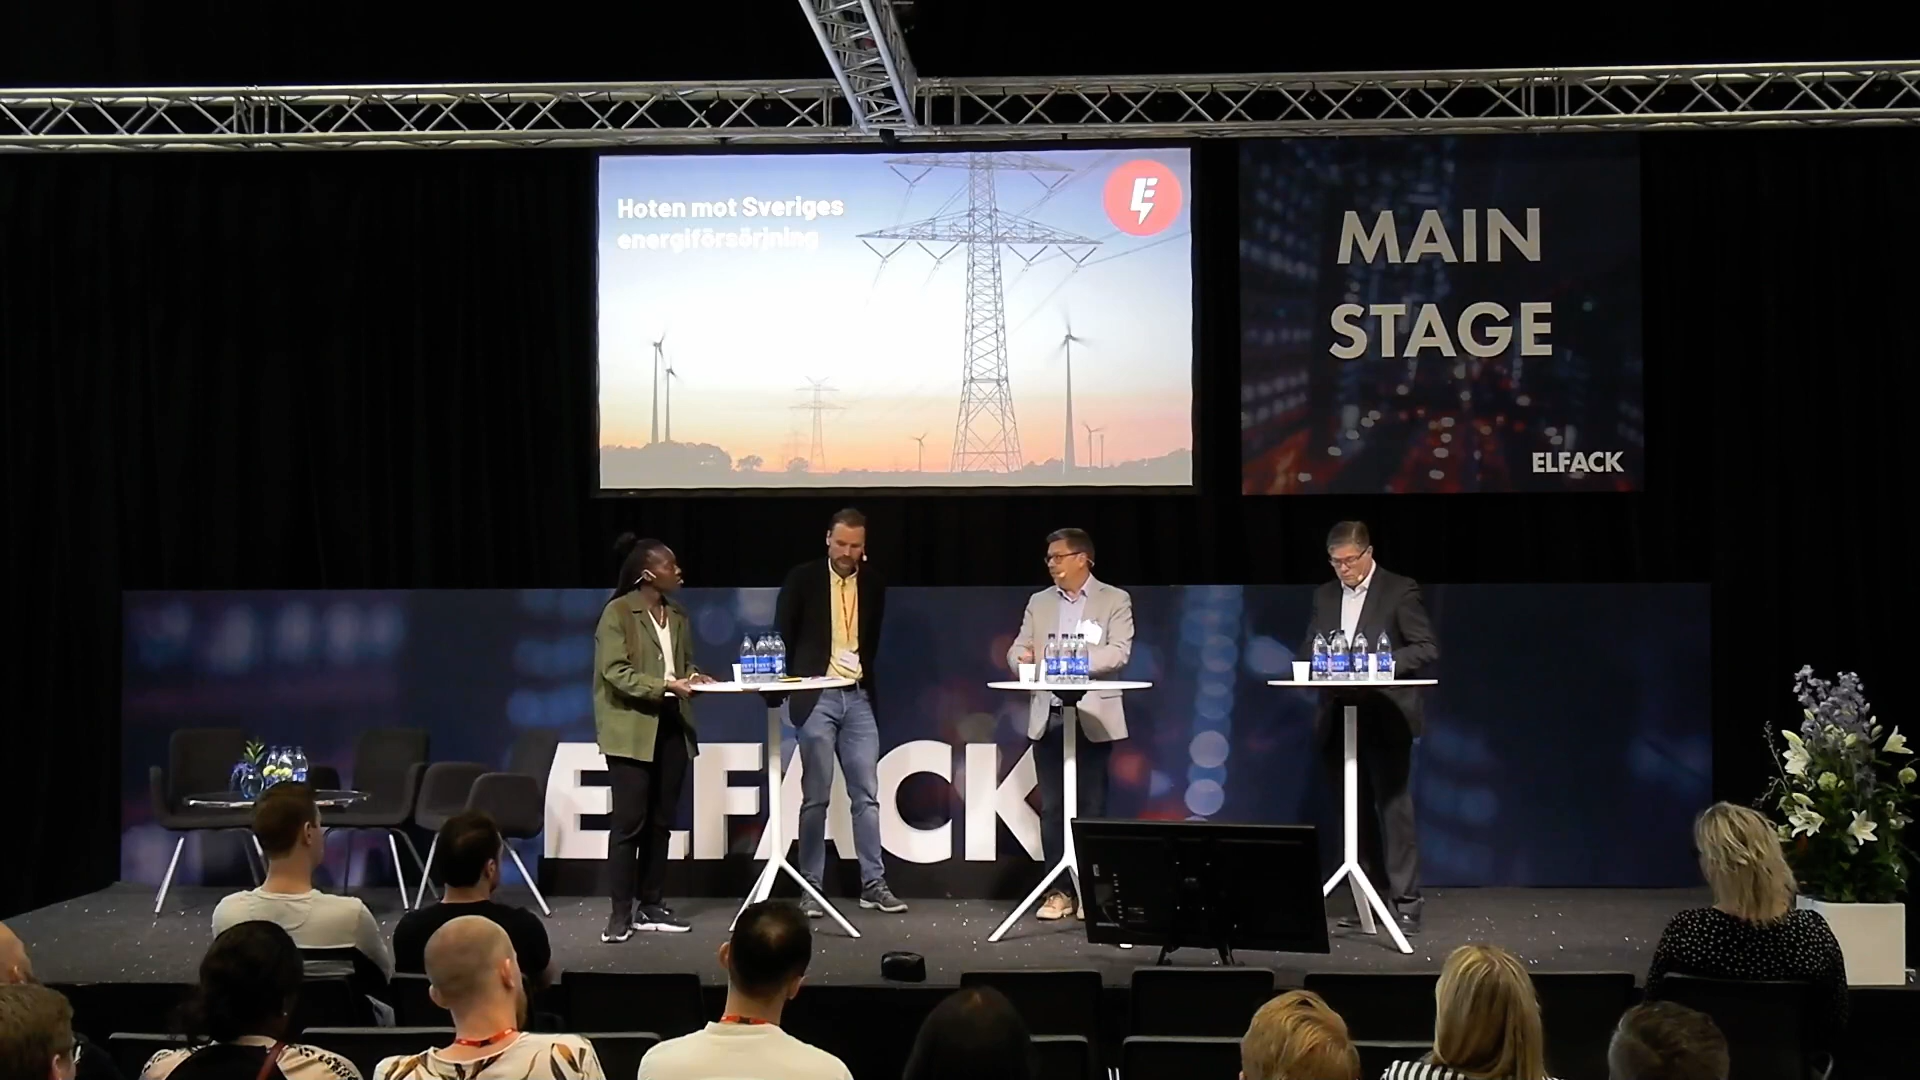 Hoten mot Sveriges
energiförsörjning
MAIN
STAGE
ELFACK
ELFACK